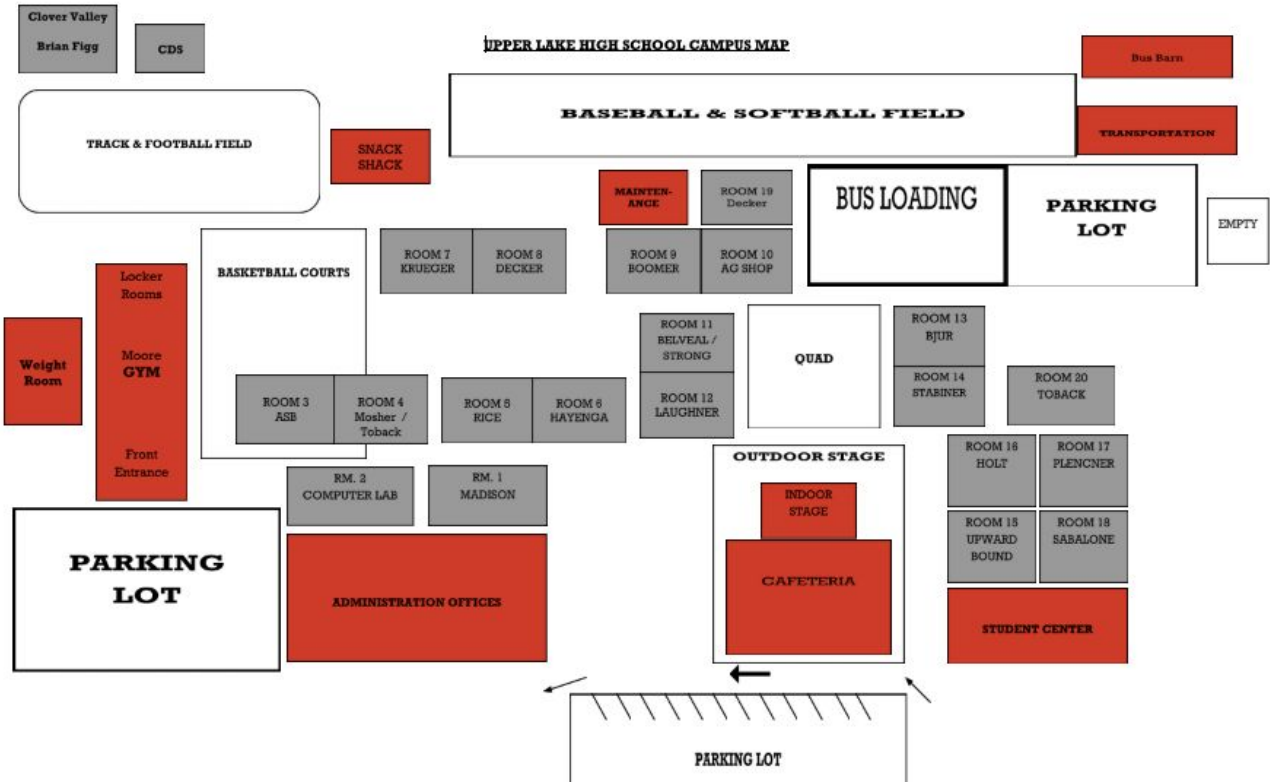 Clover Valley
Brian Figg
CDS
UPPER LAKE HIGH SCHOOL CAMPUS MAP
Bus Barn
BASEBALL & SOFTBALL FIELD
TRANSPORTATION
TRACK & FOOTBALL FIELD
SNACK
SHACK
MAINTEN-
ANCE
ROOM 19
Decker
BUS LOADING
PARKING
LOT
EMPTY
BASKETBALL COURTS
ROOM 7
KRUEGER
ROOM 8
DECKER
ROOM 9
BOOMER
ROOM 10
AG SHOP
Locker
Rooms
Moore
GYM
Front
Entrance
Weight
Room
ROOM 11
BELVEAL /
STRONG
QUAD
ROOM 13
BJUR
ROOM 14
STABINER
ROOM 20
TOBACK
ROOM 3
ASB
ROOM 4
Mosher /
Toback
ROOM 5
RICE
ROOM 6
HAYENGA
ROOM 12
LAUGHNER
OUTDOOR STAGE
ROOM 16
HOLT
ROOM 17
PLENCNER
RM. 2
COMPUTER LAB
RM. 1
MADISON
INDOOR
STAGE
ROOM 15
UPWARD
BOUND
ROOM 18
SABALONE
PARKING
LOT
ADMINISTRATION OFFICES
CAFETERIA
STUDENT CENTER
PARKING LOT